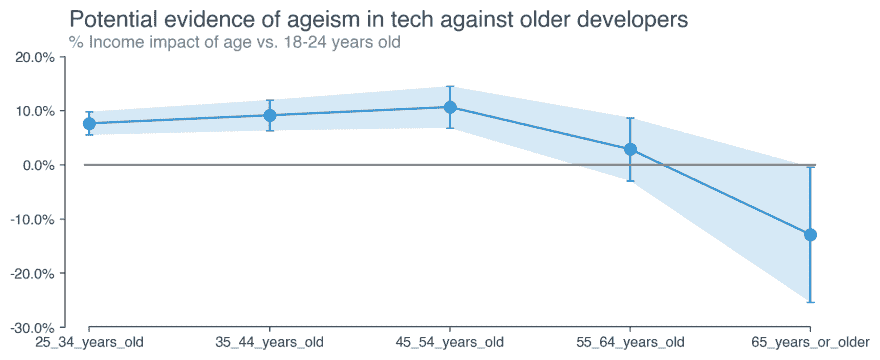 Potential evidence of ageism in tech against older developers
% Income impact of age vs. 18-24 years old
20.0%
10.0%
0.0%
-10.0%
-20.0%
-30.0%
25_34_years_old 35_44_years_old 45_54_years_old 55_64_years_old 65_years_or_older